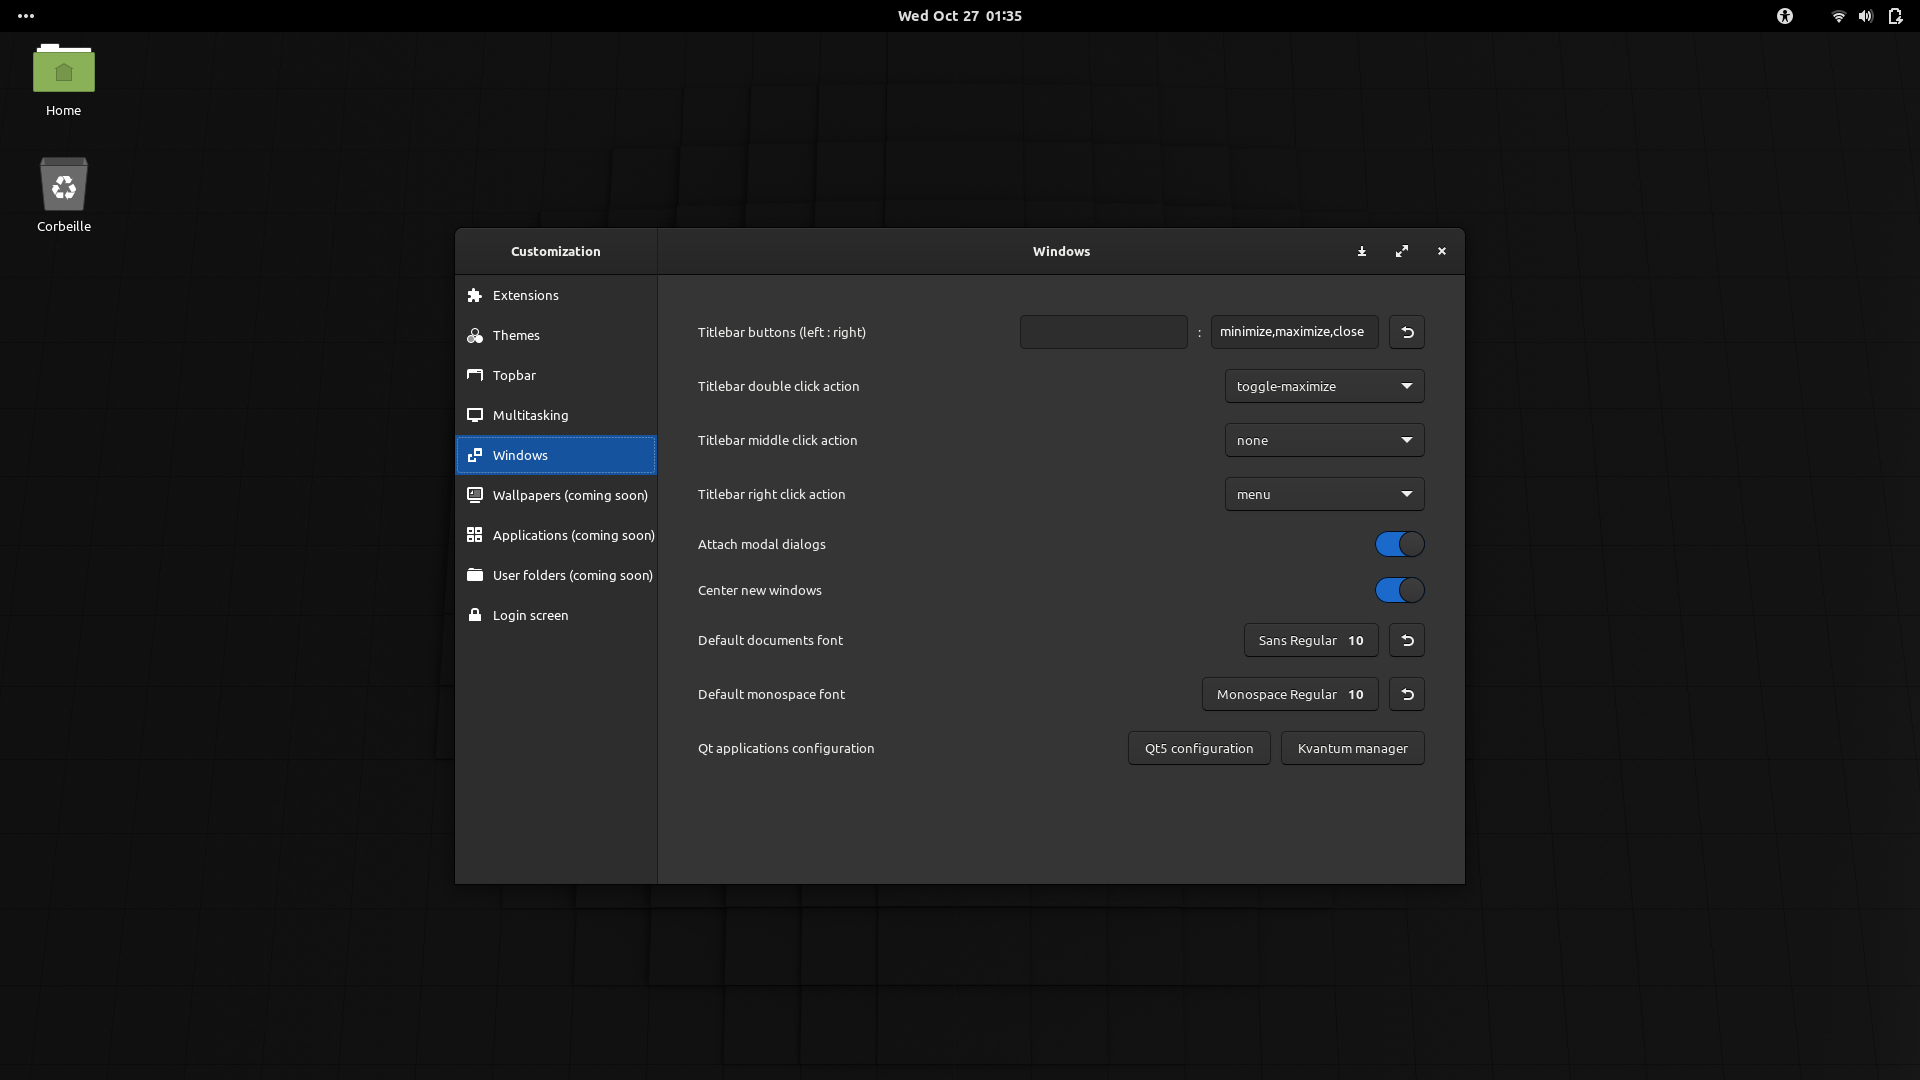 Wed Oct 27 01:35
Home
Corbeille
Customization
Windows
Extensions
Themes
Topbar
Multitasking
Windows
Wallpapers (coming soon)
Applications (coming soon)
User folders (coming soon)
Login screen
Titlebar buttons (left : right)
:
minimize,maximize,close
Titlebar double click action
toggle-maximize
Titlebar middle click action
none
Titlebar right click action
menu
Attach modal dialogs
Center new windows
Default documents font
Sans Regular 10
Default monospace font
Monospace Regular 10
Qt applications configuration
Qt5 configuration
Kvantum manager